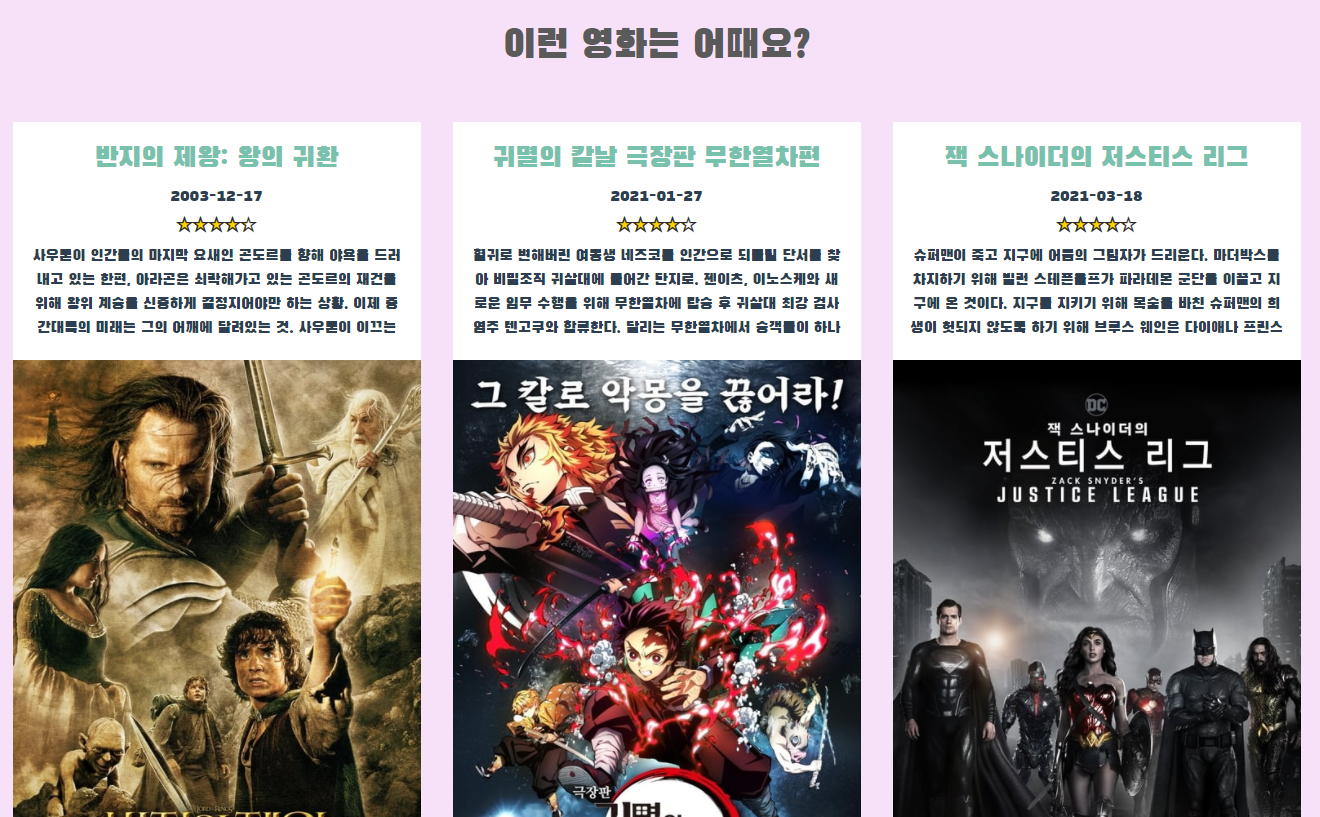 이런 영화는 어때요?
반지의 제왕: 왕의 귀환
2003-12-17
★★★★☆
사우론이 인간들의 마지막 요새인 곤도르를 향해 야욕을 드러
내고 있는 한편, 아라곤은 쇠락해가고 있는 곤도르의 재건을
위해 왕위 계승을 신중하게 결정지어야만 하는 상황. 이제 중
간대륙의 미래는 그의 어깨에 달려있는 것. 사우론이 이끄는
귀멸의 칼날 극장판 무한열차편
2021-01-27
★★★★☆
혈귀로 변해버린 여동생 네즈코를 인간으로 되돌릴 단서를 찾
아 비밀조직 귀살대에 들어간 탄지로. 젠이츠, 이노스케와 새
로운 임무 수행을 위해 무한열차에 탑승 후 귀살대 최강 검사
염주 렌고쿠와 합류한다. 달리는 무한열차에서 승객들이 하나
그 칼로 악몽을 끊어라!
극장판
잭 스나이더의 저스티스 리그
2021-03-18
★★★★☆
슈퍼맨이 죽고 지구에 어둠의 그림자가 드리운다. 마더박스를
차지하기 위해 빌런 스테픈울프가 파라데몬 군단을 이끌고 지
구에 온 것이다. 지구를 지키기 위해 목숨을 바친 슈퍼맨의 희
생이 헛되지 않도록 하기 위해 브루스 웨인은 다이애나 프린스
DC
잭 스나이더의
저스티스 리그
ZACK SNYDER'S
JUSTICE LEAGUE